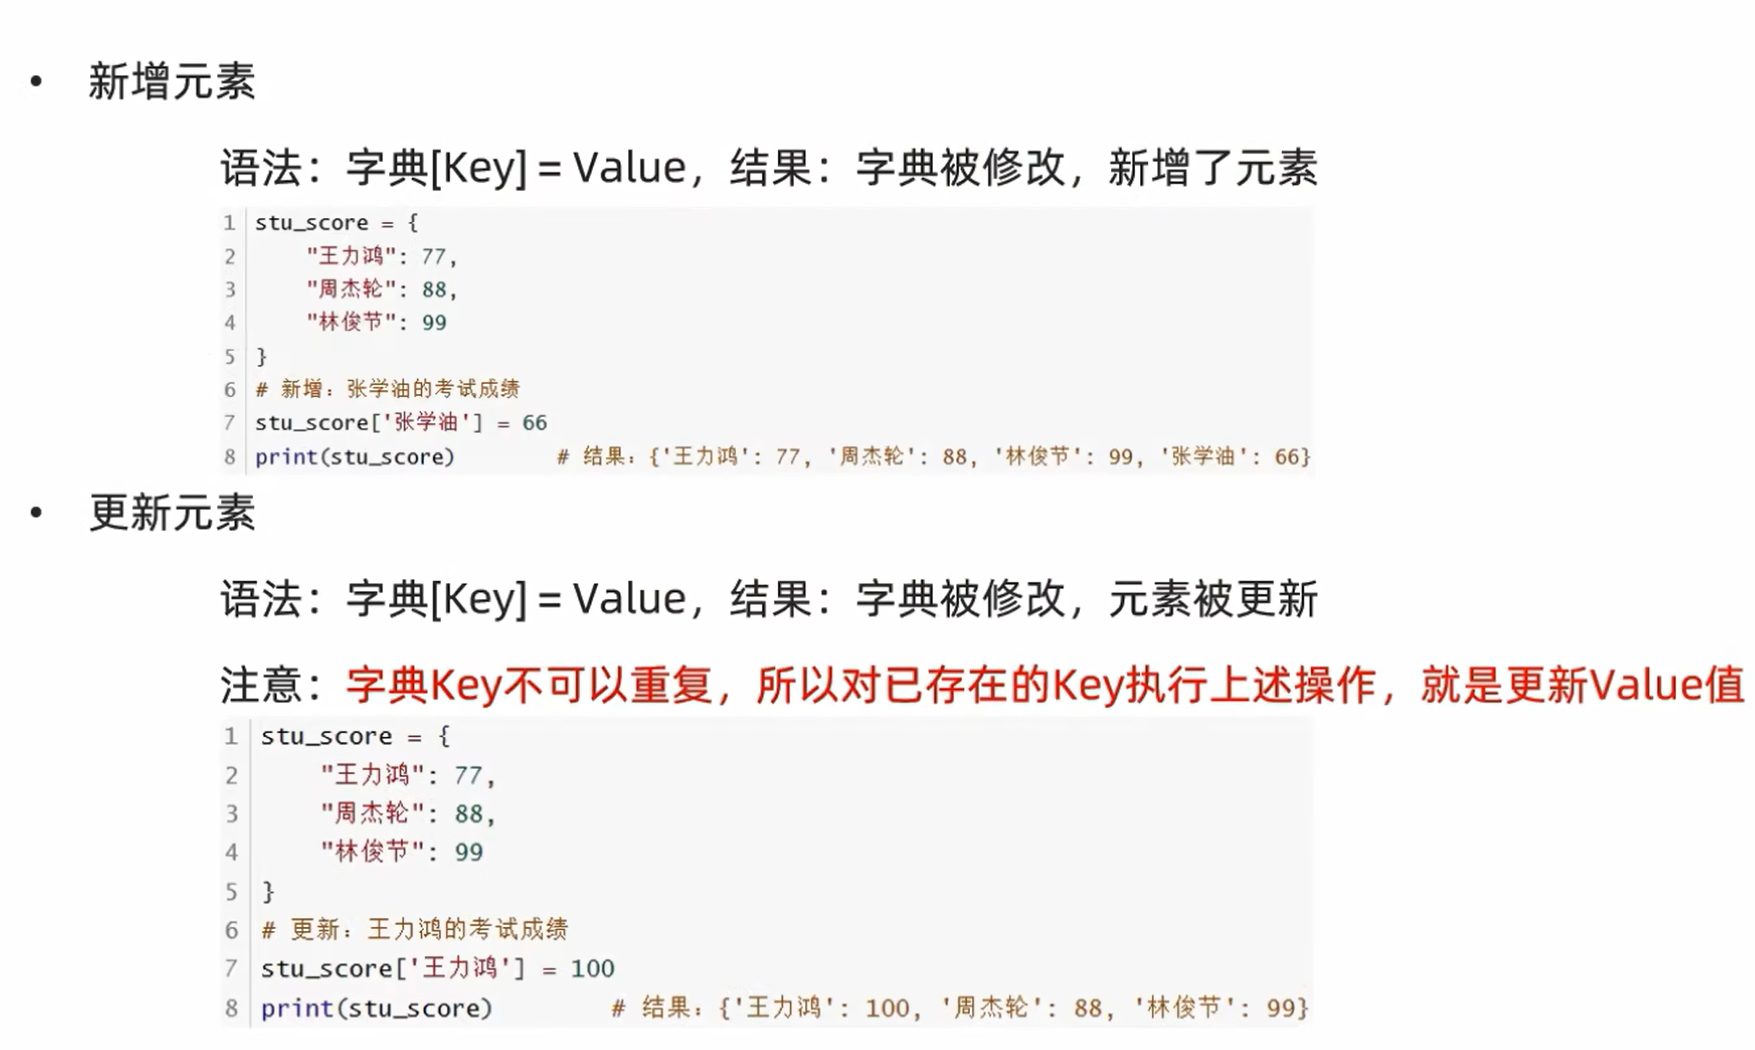 • 新增元素
语法：字典[Key] = Value，结果：字典被修改，新增了元素
1 stu_score = {
2     "王力鸿": 77,
3     "周杰轮": 88,
4     "林俊节": 99
5 }
6 # 新增：张学油的考试成绩
7 stu_score['张学油'] = 66
8 print(stu_score)        # 结果：{'王力鸿': 77, '周杰轮': 88, '林俊节': 99, '张学油': 66}
• 更新元素
语法：字典[Key] = Value，结果：字典被修改，元素被更新
注意：字典Key不可以重复，所以对已存在的Key执行上述操作，就是更新Value值
1 stu_score = {
2     "王力鸿": 77,
3     "周杰轮": 88,
4     "林俊节": 99
5 }
6 # 更新：王力鸿的考试成绩
7 stu_score['王力鸿'] = 100
8 print(stu_score)        # 结果：{'王力鸿': 100, '周杰轮': 88, '林俊节': 99}